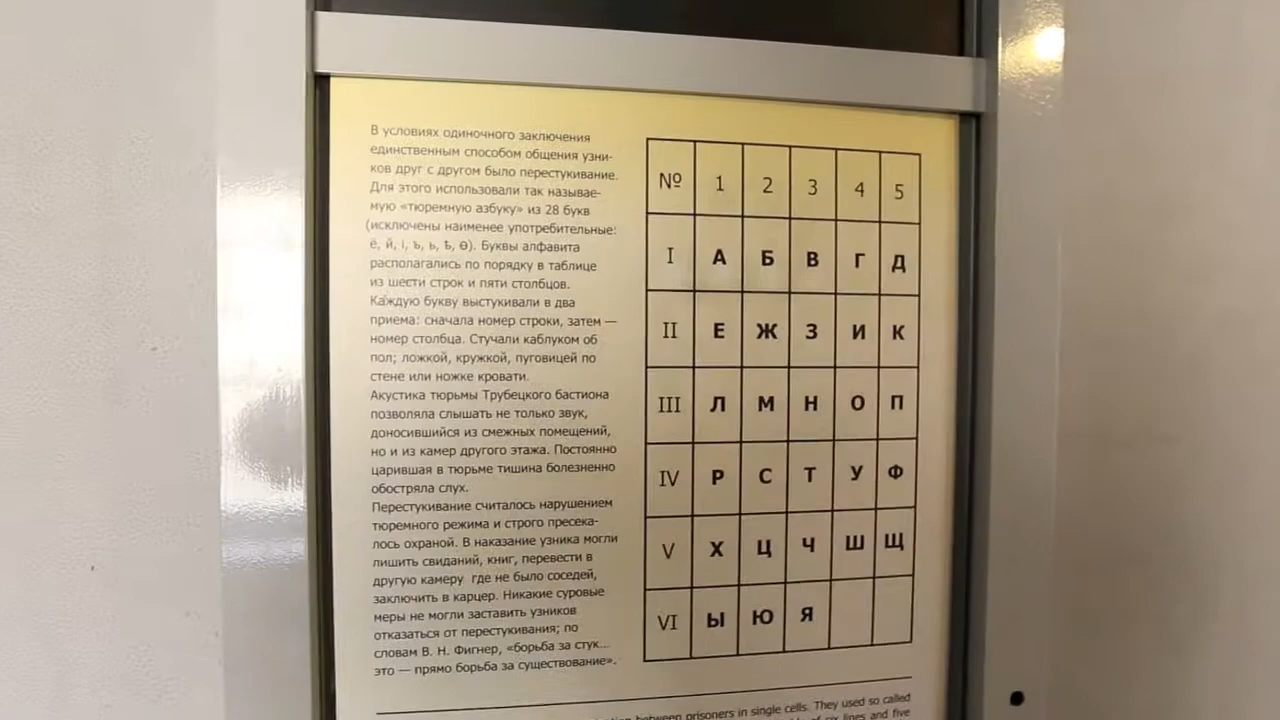 В условиях одиночного заключения
единственным способом общения узни-
ков друг с другом было перестукивание.
Для этого использовали так называе-
мую «тюремную азбуку» из 28 букв
(исключены наименее употребительные:
ё, й, і, ъ, ь, ѣ, ѳ). Буквы алфавита
располагались по порядку в таблице
из шести строк и пяти столбцов.
Каждую букву выстукивали в два
приема: сначала номер строки, затем —
номер столбца. Стучали каблуком об
пол; ложкой, кружкой, пуговицей по
стене или ножке кровати.
Акустика тюрьмы Трубецкого бастиона
позволяла слышать не только звук,
доносившийся из смежных помещений,
но и из камер другого этажа. Постоянно
царившая в тюрьме тишина болезненно
обостряла слух.
Перестукивание считалось нарушением
тюремного режима и строго пресека-
лось охраной. В наказание узника могли
лишить свиданий, книг, перевести в
другую камеру где не было соседей,
заключить в карцер. Никакие суровые
меры не могли заставить узников
отказаться от перестукивания; по
словам В. Н. Фигнер, «борьба за стук...
это — прямо борьба за существование».
№ 1 2 3 4 5
I А Б В Г Д
II Е Ж З И К
III Л М Н О П
IV Р С Т У Ф
V Х Ц Ч Ш Щ
VI Ы Ю Я
between prisoners in single cells. They used so called
of six lines and five